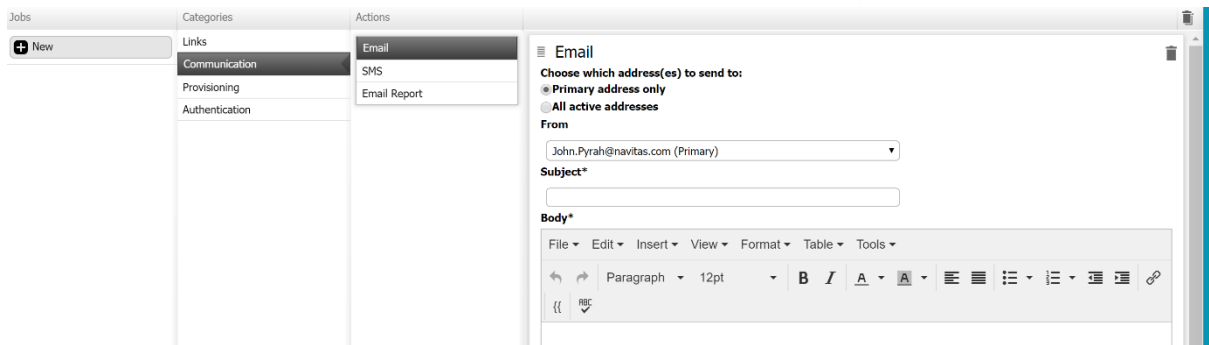 Jobs
Categories
Actions
New
Links
Communication
Provisioning
Authentication
Email
SMS
Email Report
Email
Choose which address(es) to send to:
Primary address only
All active addresses
From
John.Pyrah@navitas.com (Primary)
Subject*
Body*
File Edit Insert View Format Table Tools
Paragraph 12pt B I A A
{{ ABC